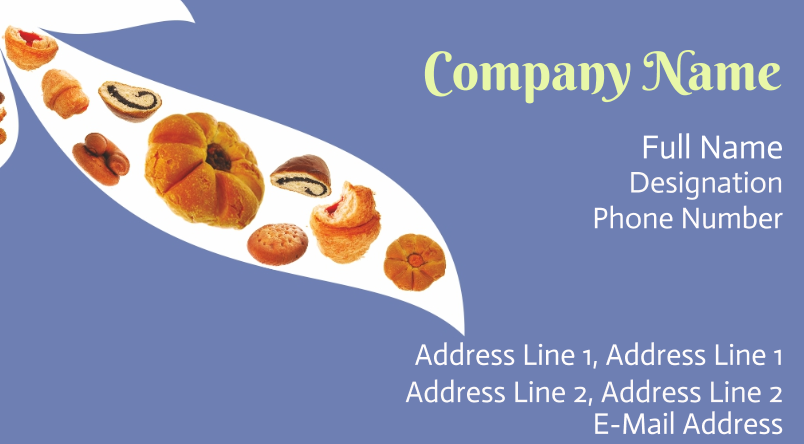 Company Name
Full Name
Designation
Phone Number
Address Line 1, Address Line 1
Address Line 2, Address Line 2
E-Mail Address